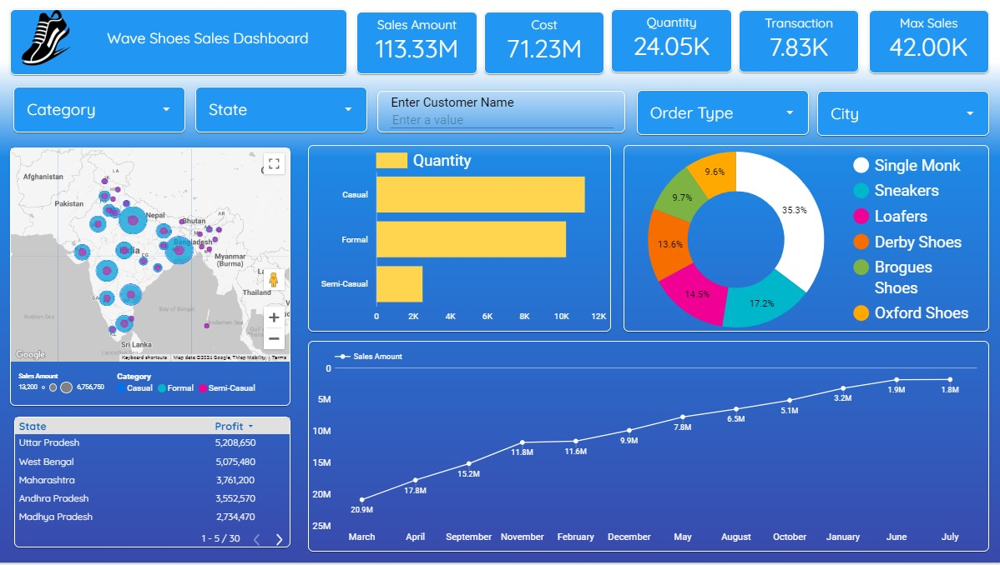 Wave Shoes Sales Dashboard
Sales Amount
113.33M
Cost
71.23M
Quantity
24.05K
Transaction
7.83K
Max Sales
42.00K
Category
State
Enter Customer Name
Enter a value
Order Type
City
Afghanistan
LA
Pakistan
Nepal
Bhutan
AR
Bangladesh
India
CG
Myanmar
(Burma)
Thailand
Arabian Sea
Bay of Bengal
Andaman Sea
Sri Lanka
Google
Keyboard shortcuts
Map data ©2024 Google, TMap Mobility
Terms
Sales Amount
13,200
6,756,750
Category
Casual
Formal
Semi-Casual
State
Profit
Uttar Pradesh
5,208,650
West Bengal
5,075,480
Maharashtra
3,761,200
Andhra Pradesh
3,552,570
Madhya Pradesh
2,734,470
1 - 5 / 30
Quantity
Casual
Formal
Semi-Casual
0
2K
4K
6K
8K
10K
12K
35.3%
17.2%
14.5%
13.6%
9.7%
9.6%
Single Monk
Sneakers
Loafers
Derby Shoes
Brogues
Shoes
Oxford Shoes
Sales Amount
0
5M
10M
15M
20M
25M
20.9M
17.8M
15.2M
11.8M
11.6M
9.9M
7.8M
6.5M
5.1M
3.2M
1.9M
1.8M
March
April
September
November
February
December
May
August
October
January
June
July